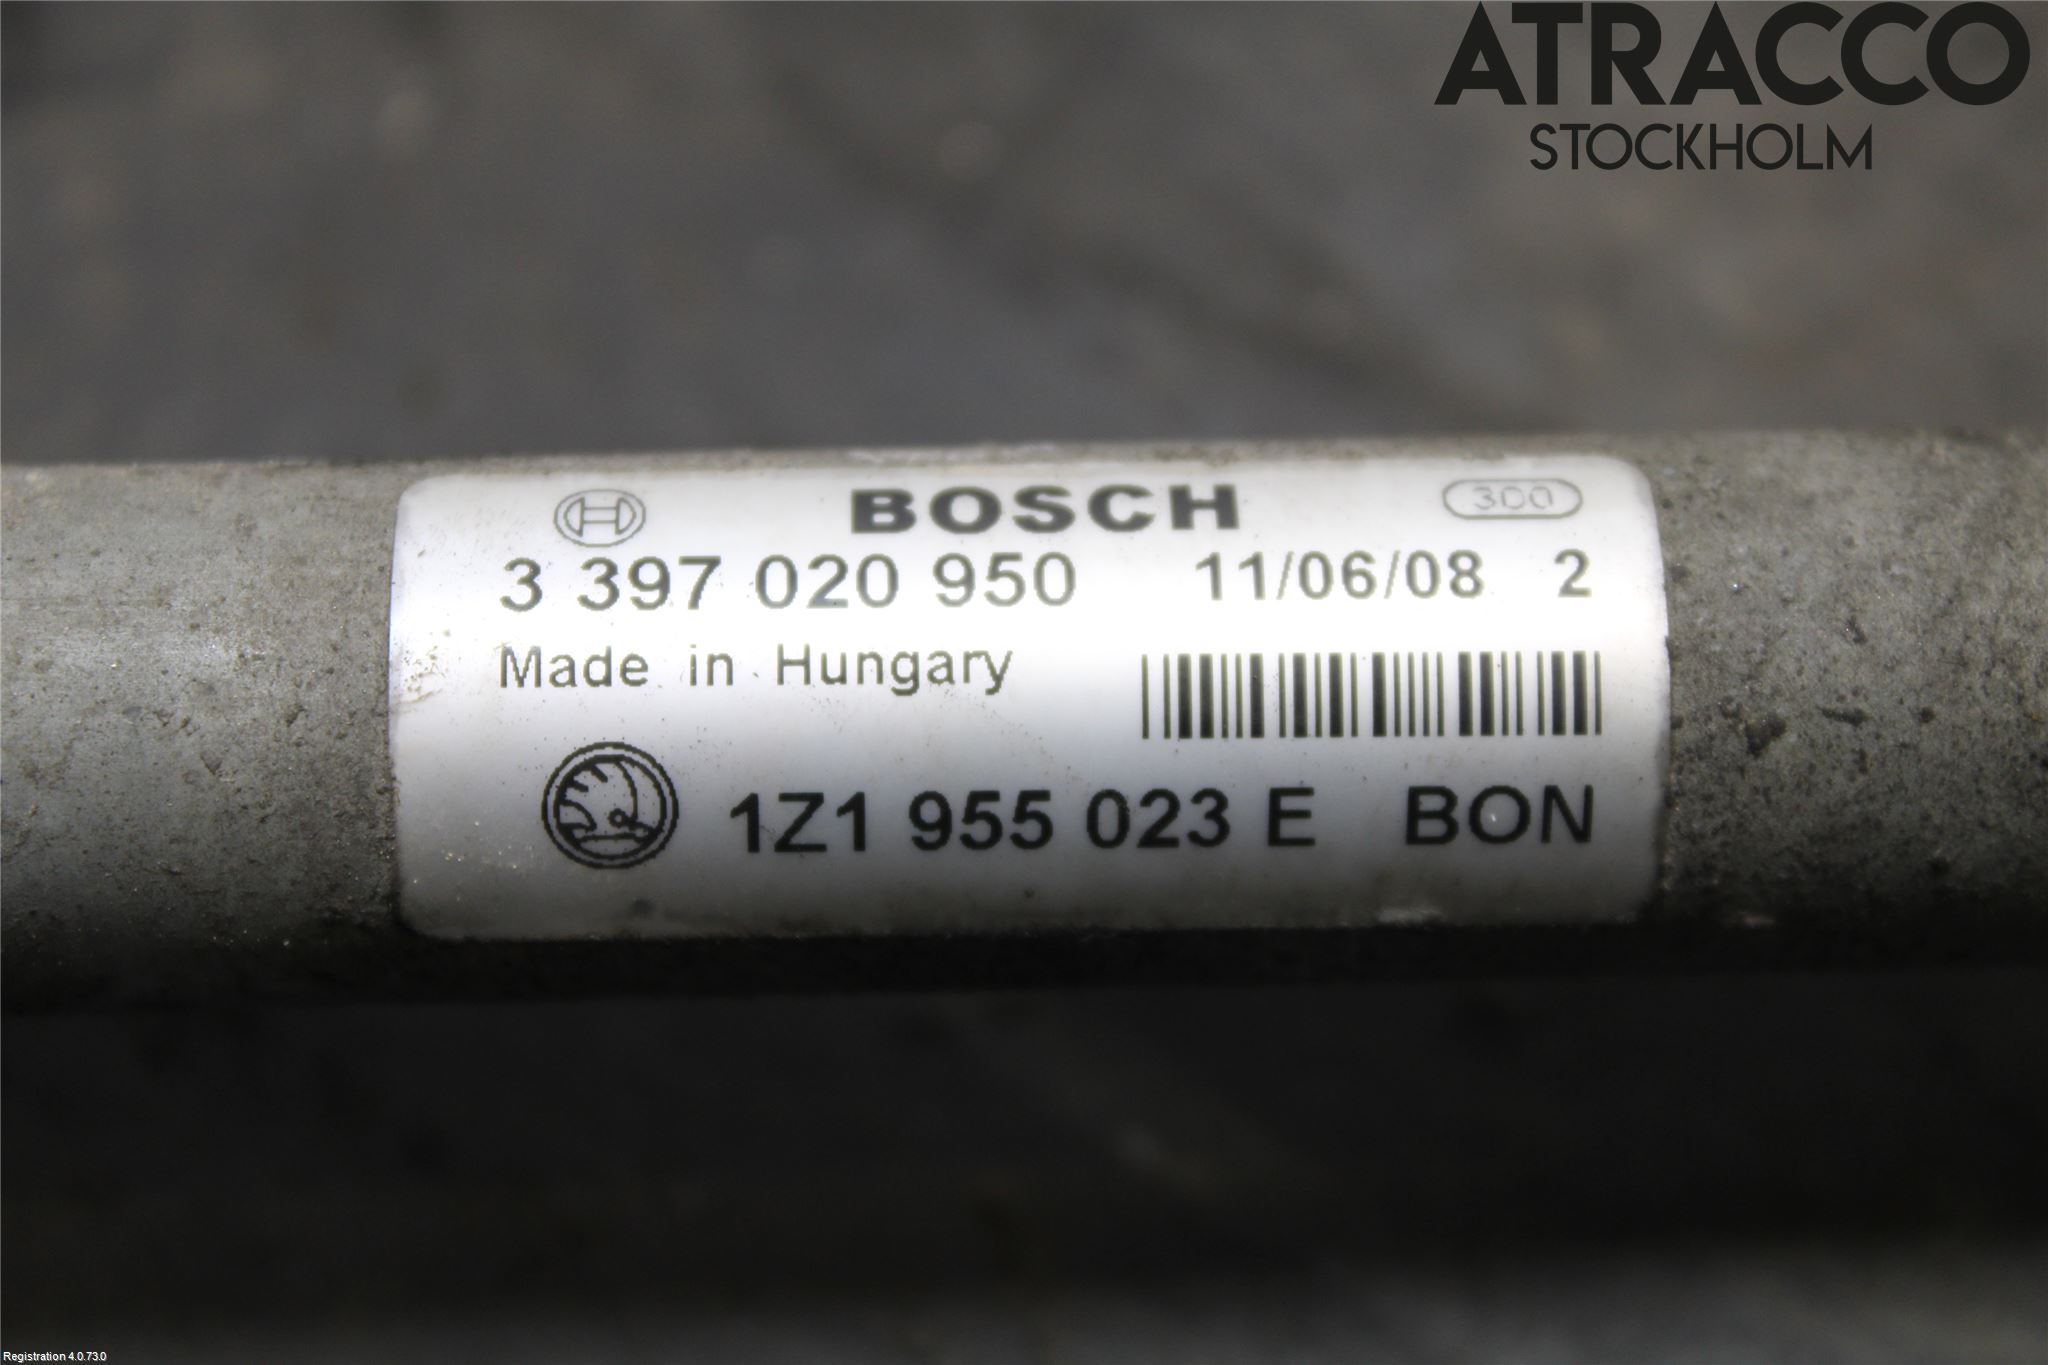 ATRACCO
STOCKHOLM
BOSCH 300
3 397 020 950 11/06/08 2
Made in Hungary
1Z1 955 023 E BON
Registration 4.0.73.0